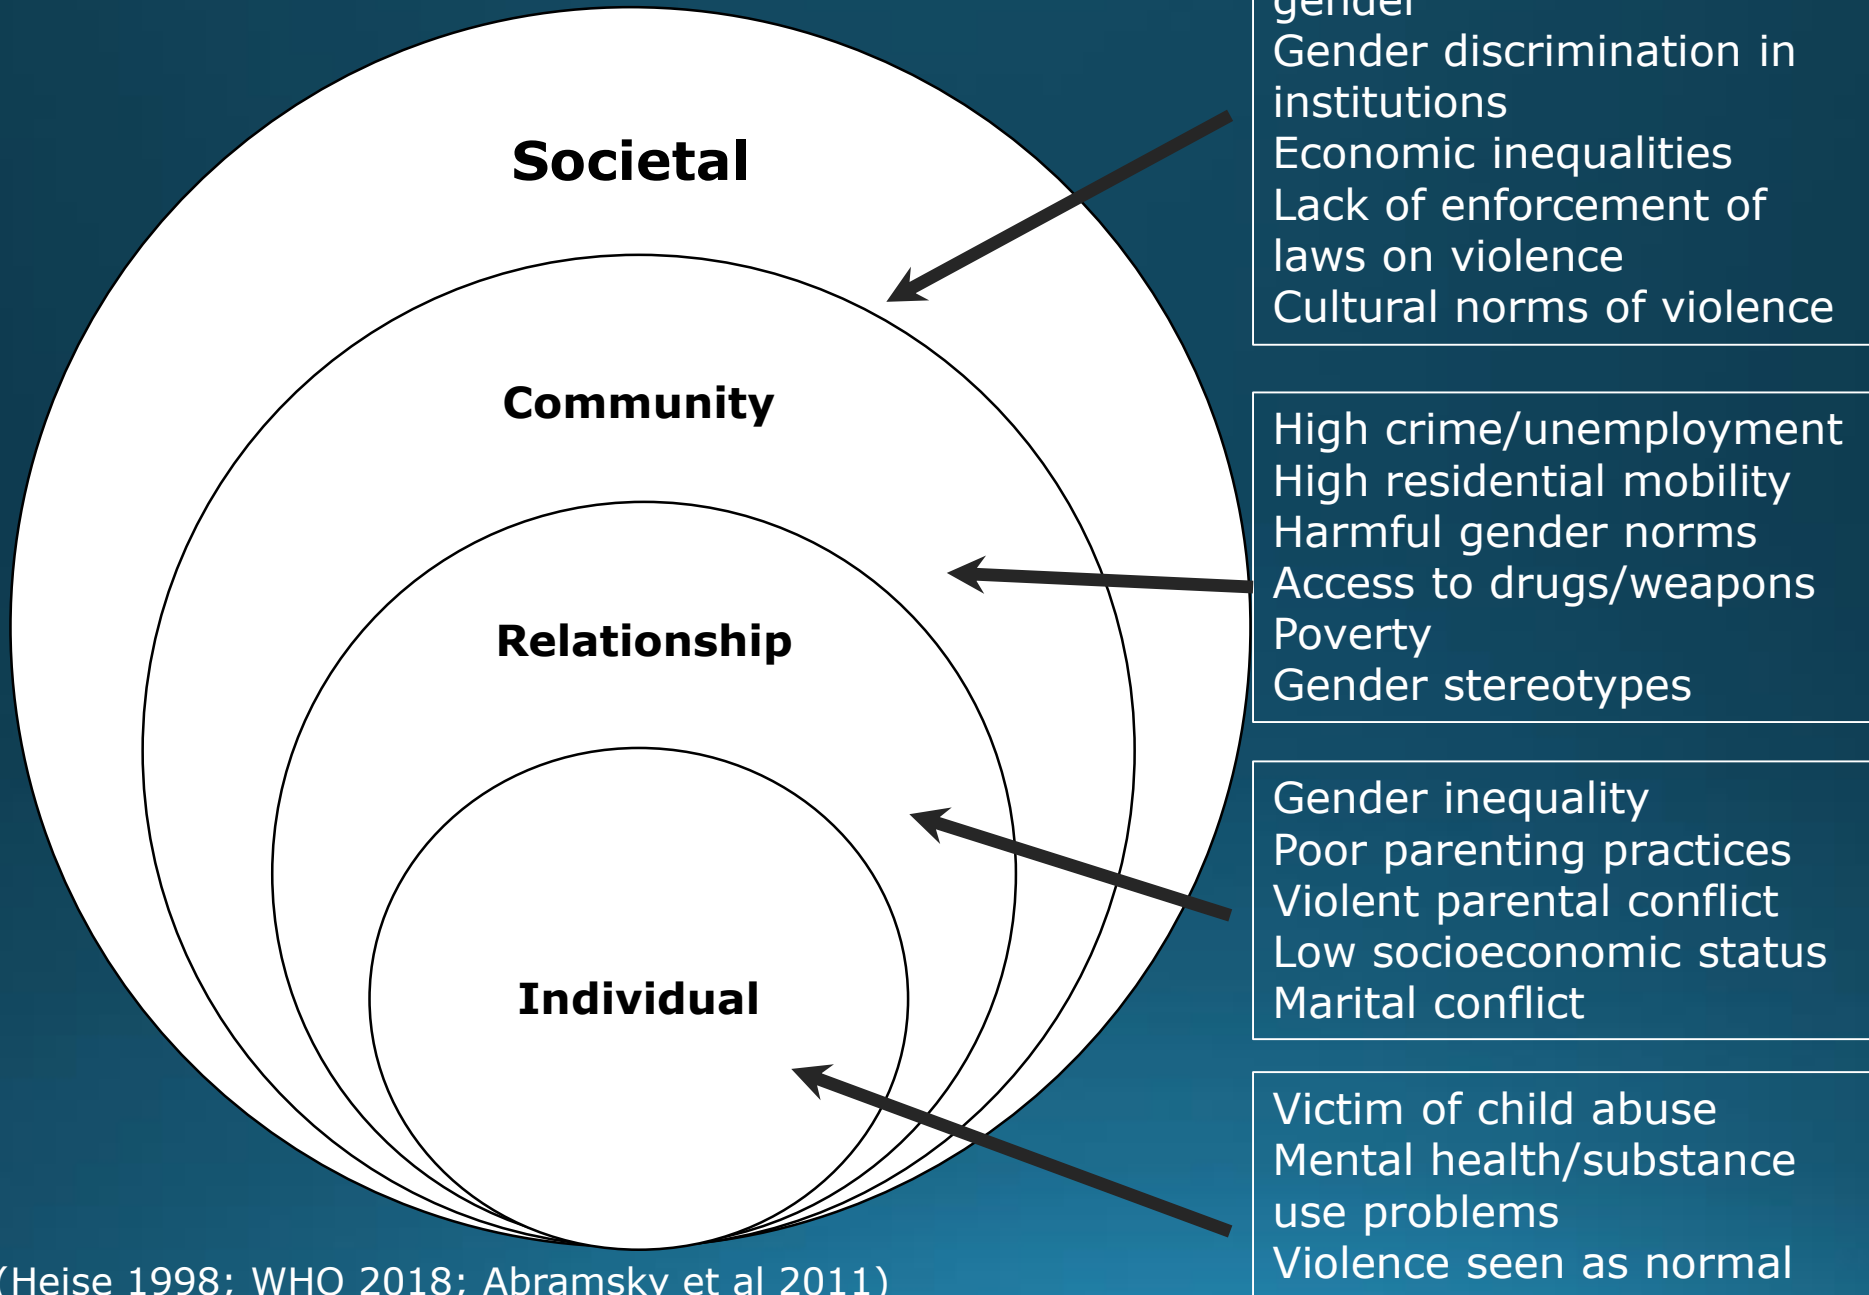 gender
Gender discrimination in
institutions
Economic inequalities
Lack of enforcement of
laws on violence
Cultural norms of violence
Societal
Community
High crime/unemployment
High residential mobility
Harmful gender norms
Access to drugs/weapons
Poverty
Gender stereotypes
Relationship
Gender inequality
Poor parenting practices
Violent parental conflict
Low socioeconomic status
Marital conflict
Individual
Victim of child abuse
Mental health/substance
use problems
Violence seen as normal
(Heise 1998; WHO 2018; Abramsky et al 2011)